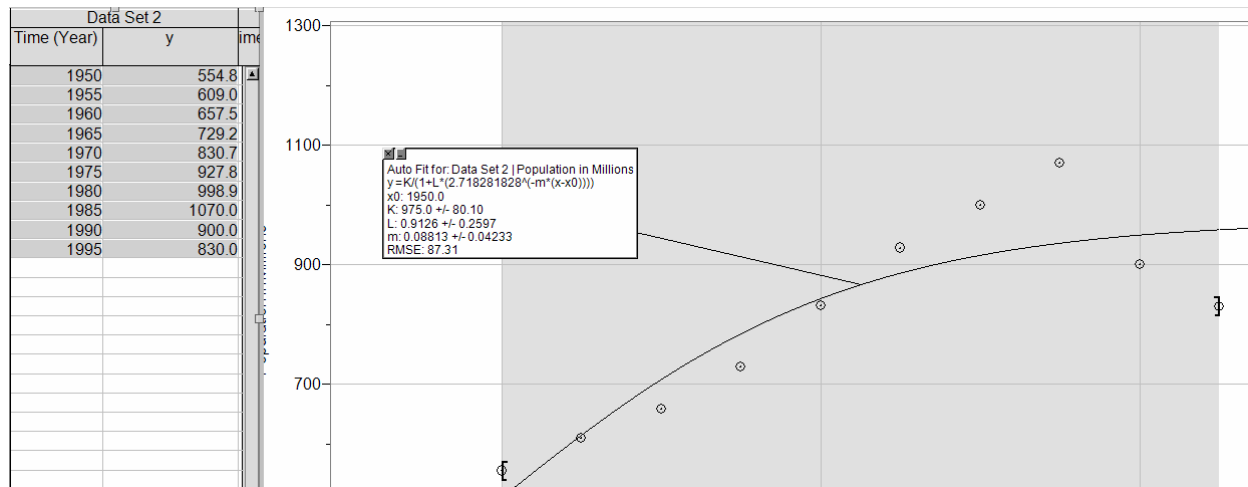 Data Set 2
Time (Year) y
1950 554.8
1955 609.0
1960 657.5
1965 729.2
1970 830.7
1975 927.8
1980 998.9
1985 1070.0
1990 900.0
1995 830.0
1300
1100
900
700
Auto Fit for: Data Set 2 | Population in Millions
y=K/(1+L*(2.718281828^(-m*(x-x0))))
x0: 1950.0
K: 975.0 +/- 80.10
L: 0.9126 +/- 0.2597
m: 0.08813 +/- 0.04233
RMSE: 87.31